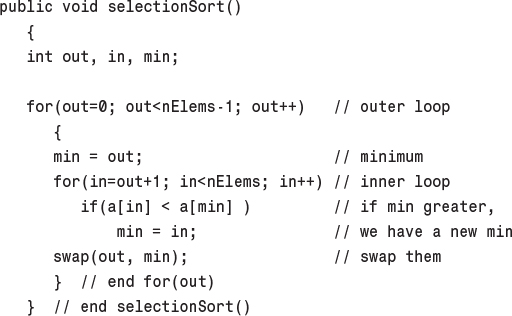 public void selectionSort()
{
int out, in, min;
for(out=0; out<nElems-1; out++) // outer loop
{
min = out; // minimum
for(in=out+1; in<nElems; in++) // inner loop
if(a[in] < a[min] ) // if min greater,
min = in; // we have a new min
swap(out, min); // swap them
} // end for(out)
} // end selectionSort()